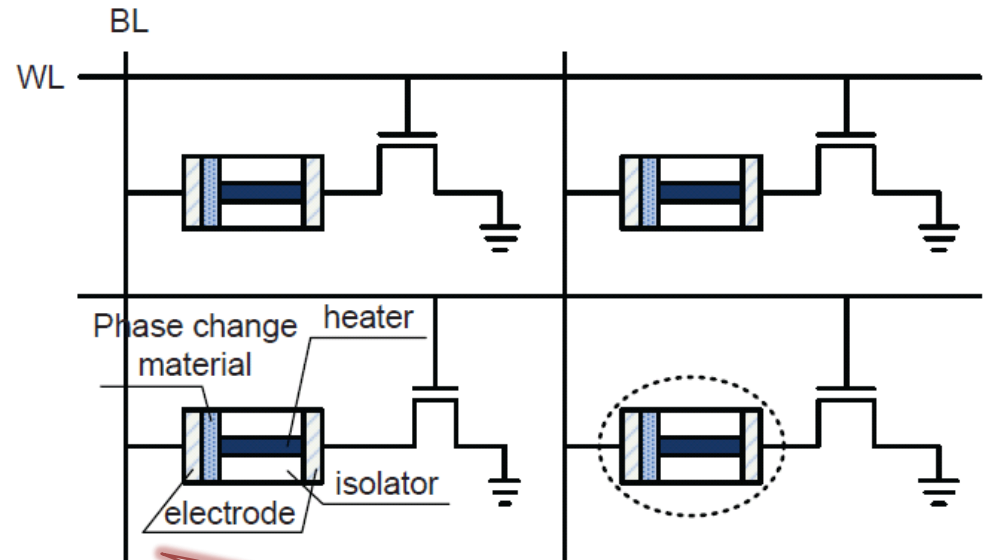 BL
WL
Phase change
material
heater
isolator
electrode